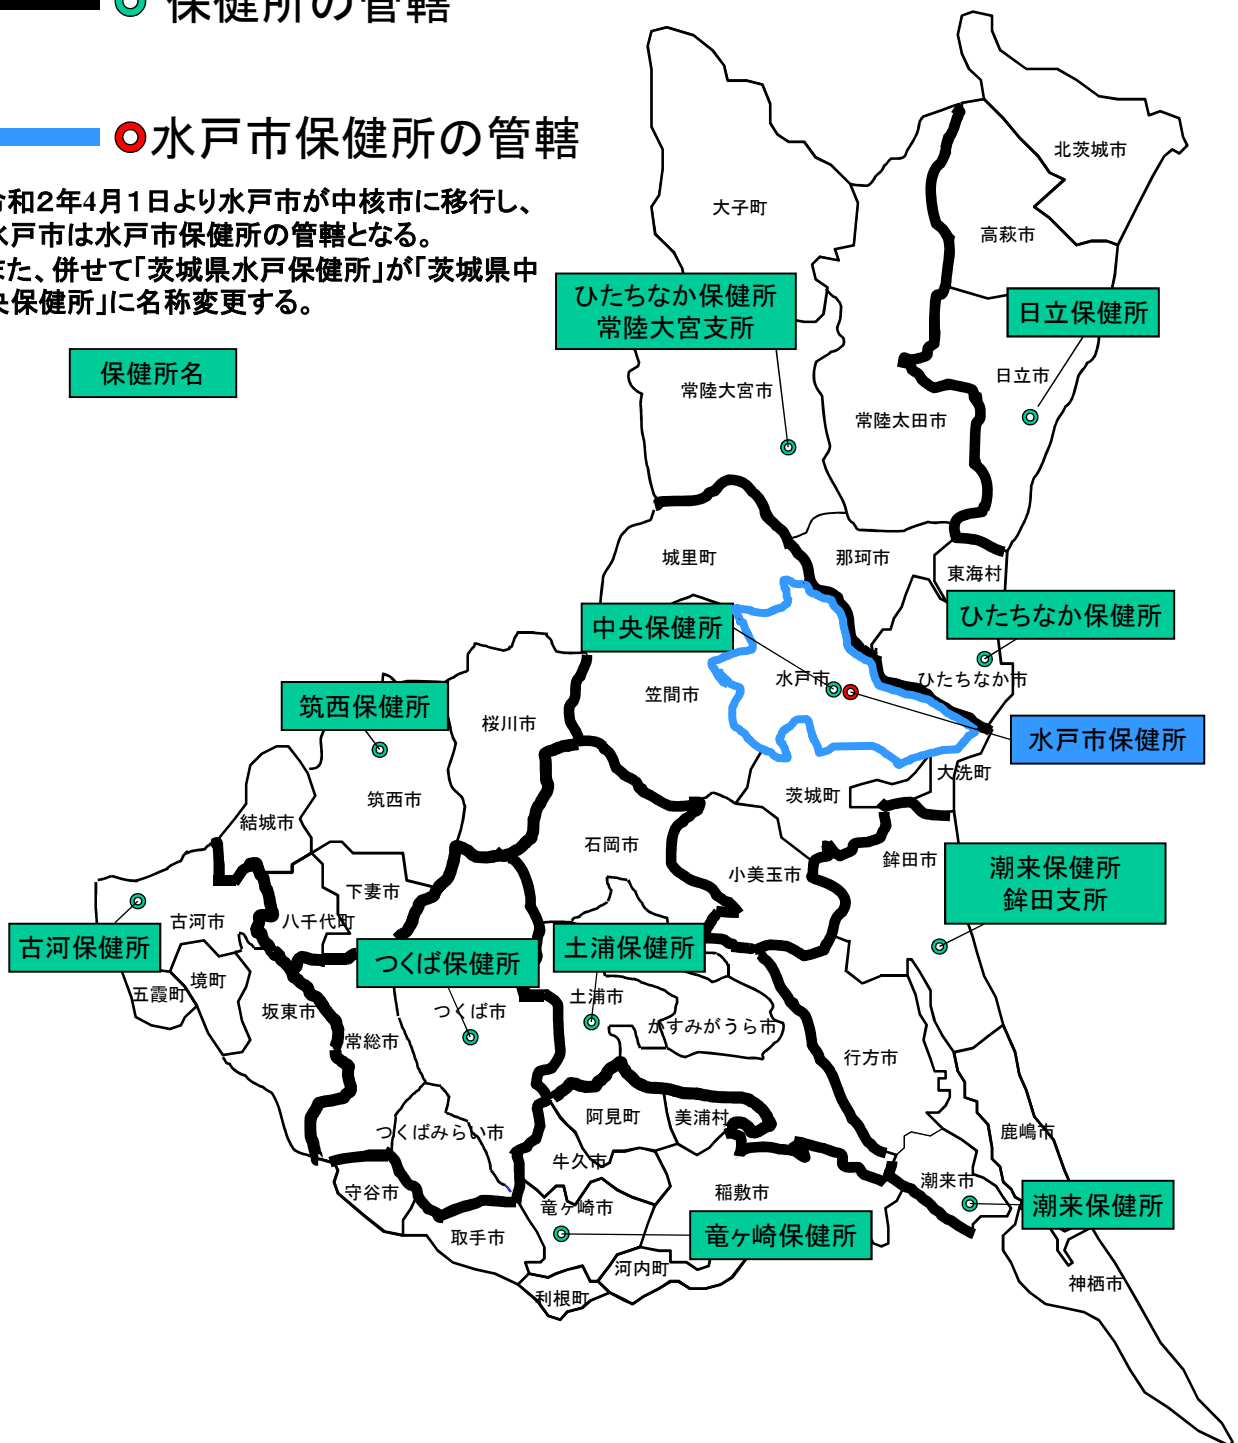 保健所の管轄
水戸市保健所の管轄
和2年4月1日より水戸市が中核市に移行し、
水戸市は水戸市保健所の管轄となる。
また、併せて「茨城県水戸保健所」が「茨城県中
央保健所」に名称変更する。
保健所名
北茨城市
大子町
高萩市
ひたちなか保健所
常陸大宮支所
日立保健所
日立市
常陸大宮市
常陸太田市
城里町
那珂市
東海村
ひたちなか保健所
中央保健所
水戸市
ひたちなか市
笠間市
筑西保健所
桜川市
水戸市保健所
大洗町
茨城町
筑西市
結城市
石岡市
小美玉市
鉾田市
潮来保健所
鉾田支所
下妻市
八千代町
古河市
古河保健所
つくば保健所
土浦保健所
五霞町
境町
坂東市
つくば市
土浦市
かすみがうら市
常総市
行方市
阿見町
美浦村
つくばみらい市
鹿嶋市
牛久市
守谷市
稲敷市
潮来市
潮来保健所
竜ケ崎市
取手市
竜ケ崎保健所
河内町
利根町
神栖市